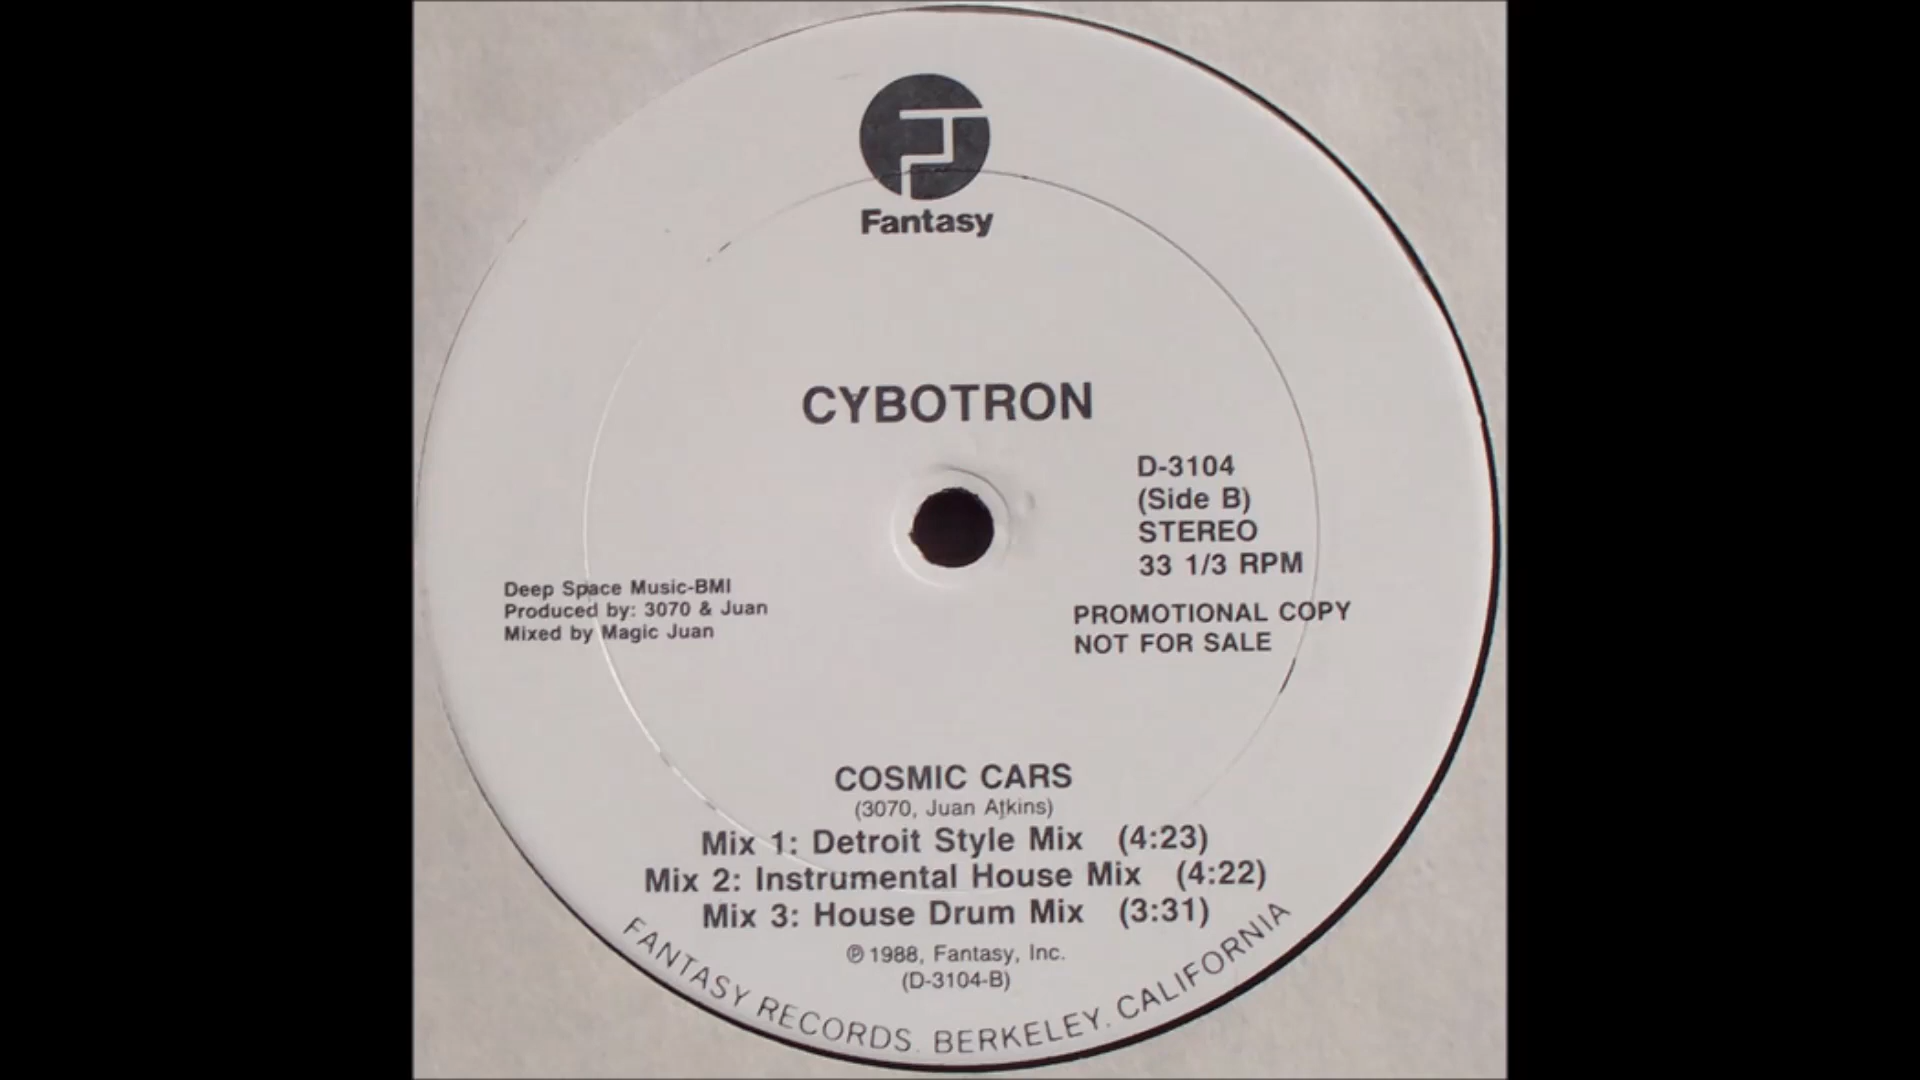 Fantasy
CYBOTRON
D-3104
(Side B)
STEREO
33 1/3 RPM
Deep Space Music-BMI
Produced by: 3070 & Juan
Mixed by Magic Juan
PROMOTIONAL COPY
NOT FOR SALE
COSMIC CARS
(3070, Juan Atkins)
Mix 1: Detroit Style Mix (4:23)
Mix 2: Instrumental House Mix (4:22)
Mix 3: House Drum Mix (3:31)
℗ 1988, Fantasy, Inc.
(D-3104-B)
FANTASY RECORDS, BERKELEY, CALIFORNIA